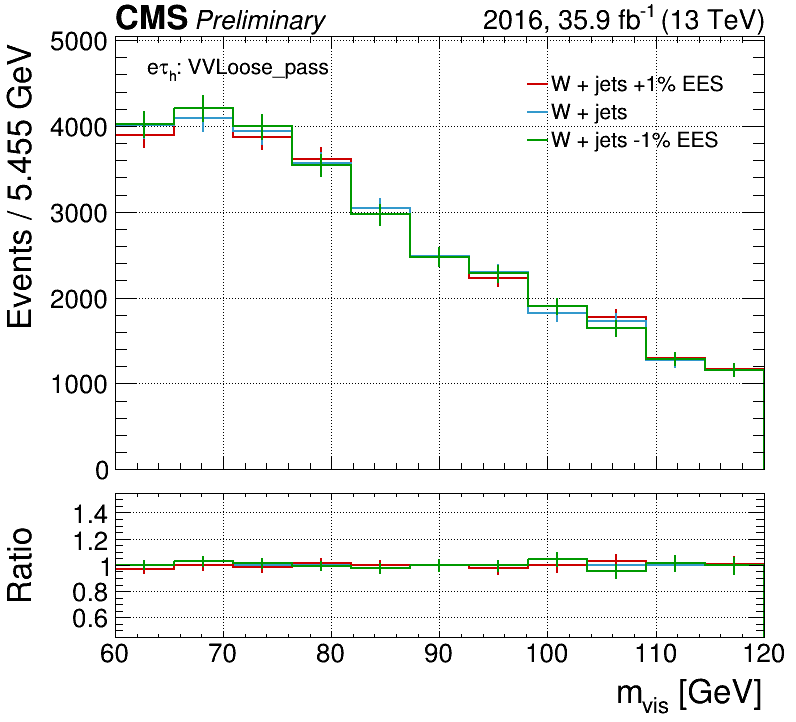 CMS Preliminary 2016, 35.9 fb⁻¹ (13 TeV)
eτₕ: VVLoose_pass
W + jets +1% EES
W + jets
W + jets -1% EES
Events / 5.455 GeV
5000
4000
3000
2000
1000
0
Ratio
1.4
1.2
1
0.8
0.6
60 70 80 90 100 110 120
m_vis [GeV]